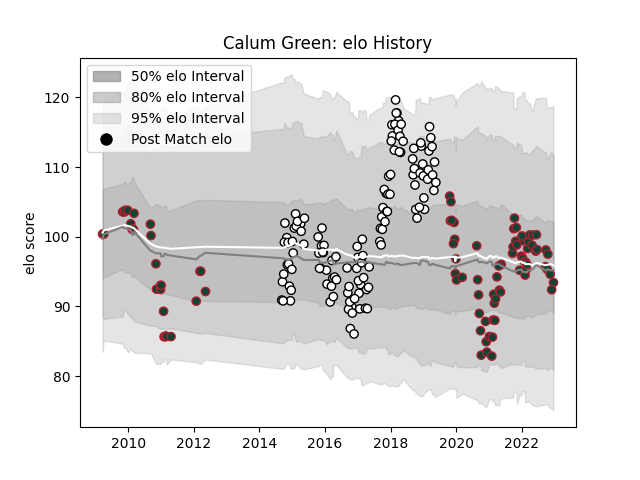 Calum Green: elo History
50% elo Interval
80% elo Interval
95% elo Interval
Post Match elo
elo score
120
110
100
90
80
2010
2012
2014
2016
2018
2020
2022